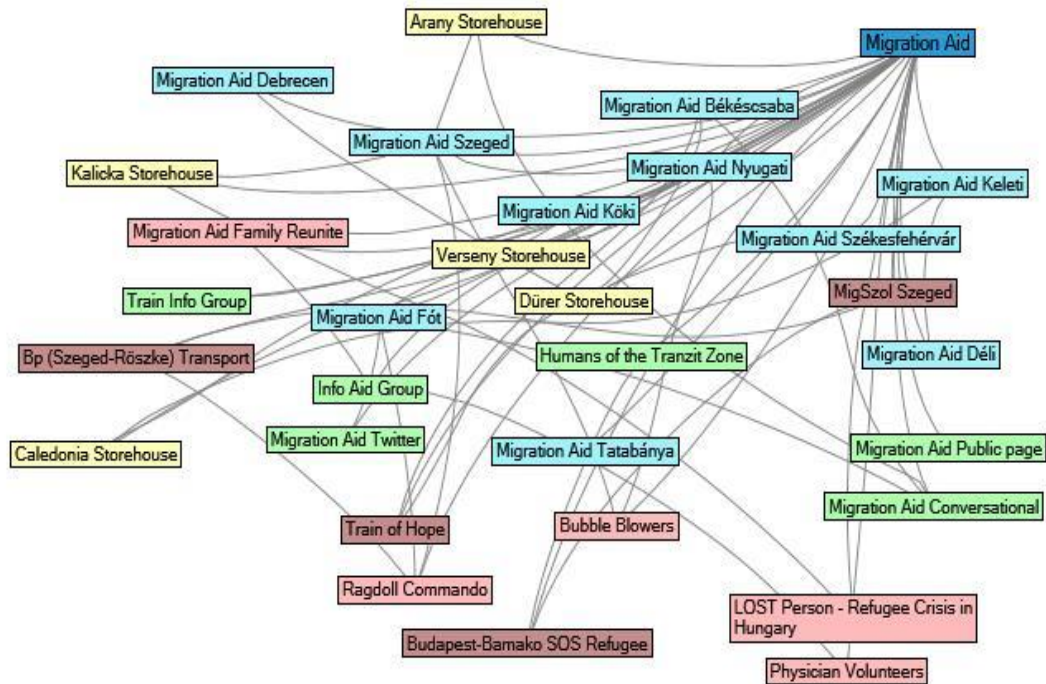 Arany Storehouse
Migration Aid
Migration Aid Debrecen
Migration Aid Békéscsaba
Migration Aid Szeged
Kalicka Storehouse
Migration Aid Nyugati
Migration Aid Keleti
Migration Aid Köki
Migration Aid Family Reunite
Migration Aid Székesfehérvár
Verseny Storehouse
MigSzol Szeged
Train Info Group
Dürer Storehouse
Migration Aid Fót
Bp (Szeged-Röszke) Transport
Humans of the Tranzit Zone
Migration Aid Déli
Info Aid Group
Migration Aid Twitter
Migration Aid Public page
Caledonia Storehouse
Migration Aid Tatabánya
Migration Aid Conversational
Train of Hope
Bubble Blowers
Ragdoll Commando
LOST Person - Refugee Crisis in
Hungary
Budapest-Bamako SOS Refugee
Physician Volunteers